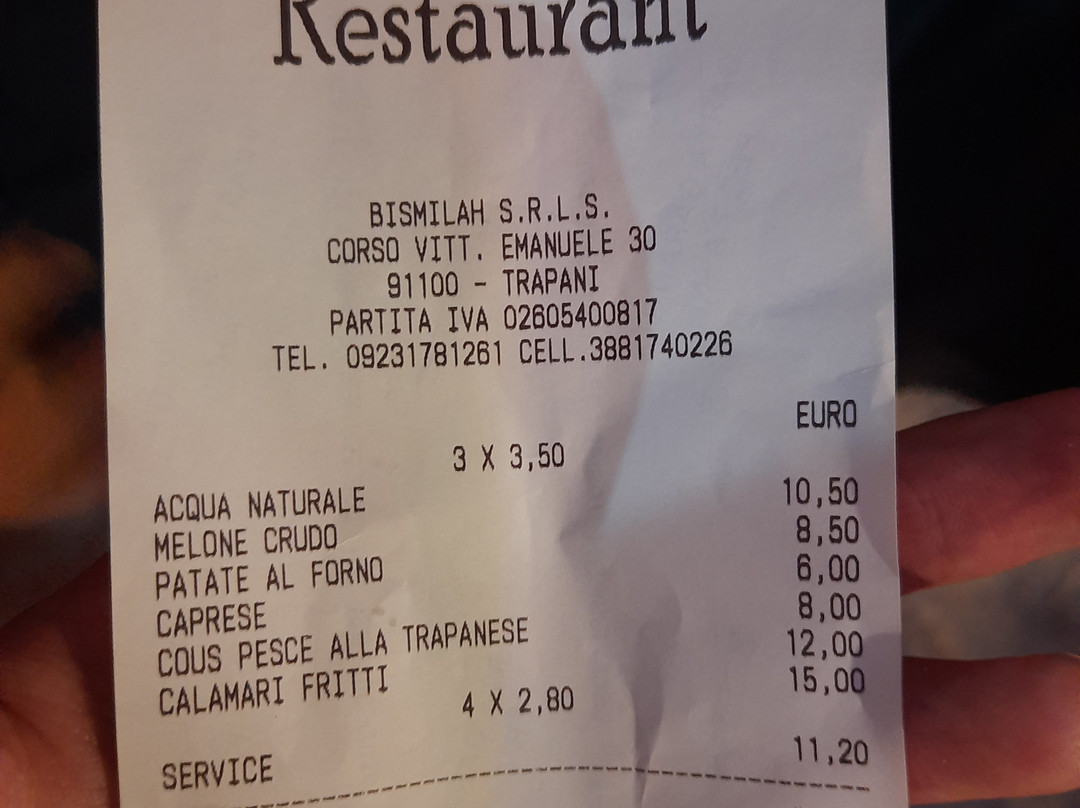 Restaurant
BISMILAH S.R.L.S.
CORSO VITT. EMANUELE 30
91100 - TRAPANI
PARTITA IVA 02605400817
TEL. 09231781261 CELL.3881740226
EURO
3 X 3,50
ACQUA NATURALE 10,50
MELONE CRUDO 8,50
PATATE AL FORNO 6,00
CAPRESE 8,00
COUS PESCE ALLA TRAPANESE 12,00
CALAMARI FRITTI 15,00
4 X 2,80
SERVICE 11,20